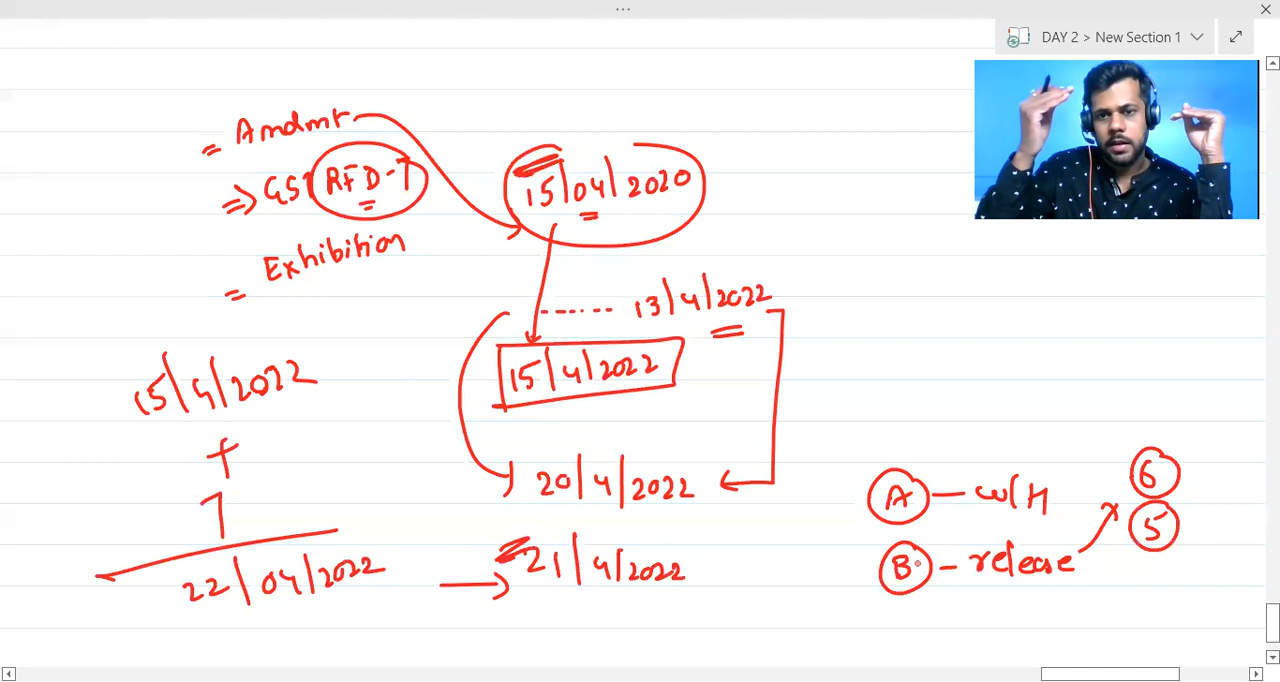 DAY 2 > New Section 1
= Amdmt
⇒ GST RFD-7
= Exhibition
15/04/2020
13/4/2022
15/4/2022
15/4/2022
+
7
22/04/2022
20/4/2022
21/4/2022
A - W/H
B - release
6
5